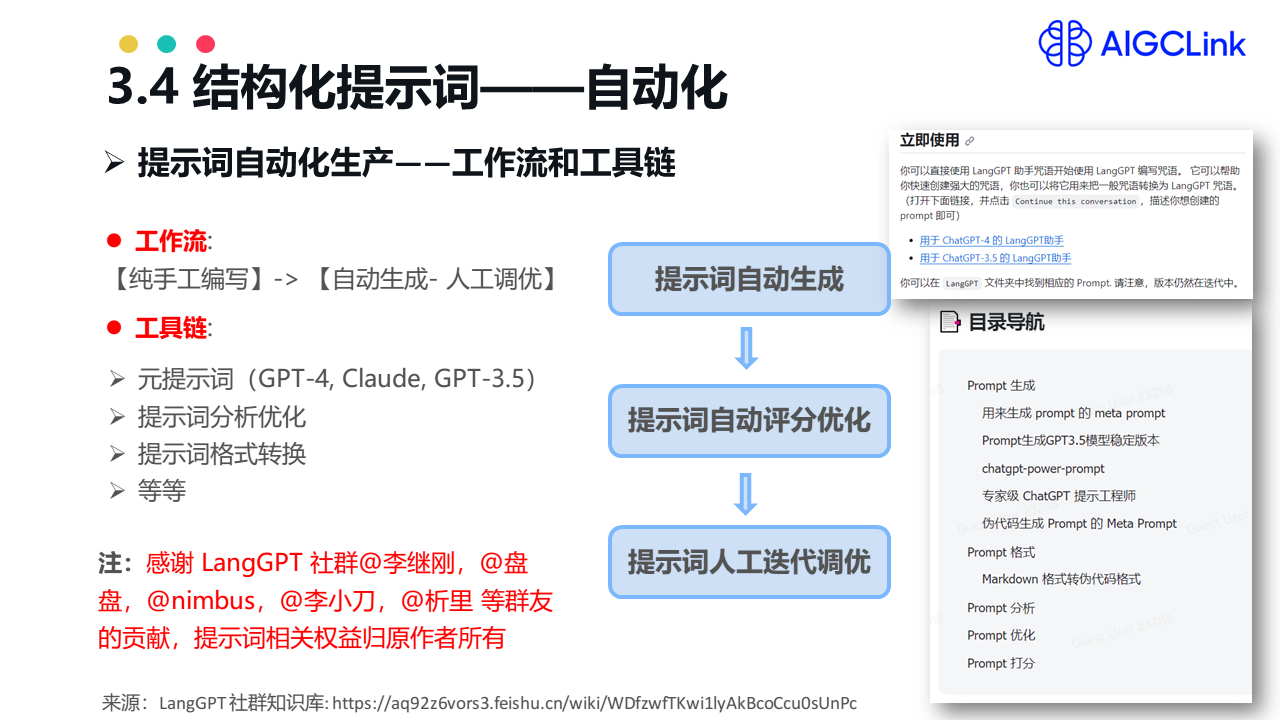 AIGCLink
3.4 结构化提示词——自动化
➢ 提示词自动化生产——工作流和工具链
● 工作流:
【纯手工编写】-> 【自动生成- 人工调优】
● 工具链:
➢ 元提示词（GPT-4, Claude, GPT-3.5）
➢ 提示词分析优化
➢ 提示词格式转换
➢ 等等
注：感谢 LangGPT 社群@李继刚，@盘
盘，@nimbus，@李小刀，@析里 等群友
的贡献，提示词相关权益归原作者所有
提示词自动生成
提示词自动评分优化
提示词人工迭代调优
立即使用
你可以直接使用 LangGPT 助手咒语开始使用 LangGPT 编写咒语。 它可以帮助
你快速创建强大的咒语，你也可以将它用来把一般咒语转换为 LangGPT 咒语。
（打开下面链接，并点击 Continue this conversation ，描述你想创建的
prompt 即可）
• 用于 ChatGPT-4 的 LangGPT助手
• 用于 ChatGPT-3.5 的 LangGPT助手
你可以在 LangGPT 文件夹中找到相应的 Prompt. 请注意，版本仍然在迭代中。
目录导航
Prompt 生成
用来生成 prompt 的 meta prompt
Prompt生成GPT3.5模型稳定版本
chatgpt-power-prompt
专家级 ChatGPT 提示工程师
伪代码生成 Prompt 的 Meta Prompt
Prompt 格式
Markdown 格式转伪代码格式
Prompt 分析
Prompt 优化
Prompt 打分
Guest User 23288
来源：LangGPT 社群知识库: https://aq92z6vors3.feishu.cn/wiki/WDfzwfTKwi1lyAkBcoCcu0sUnPc